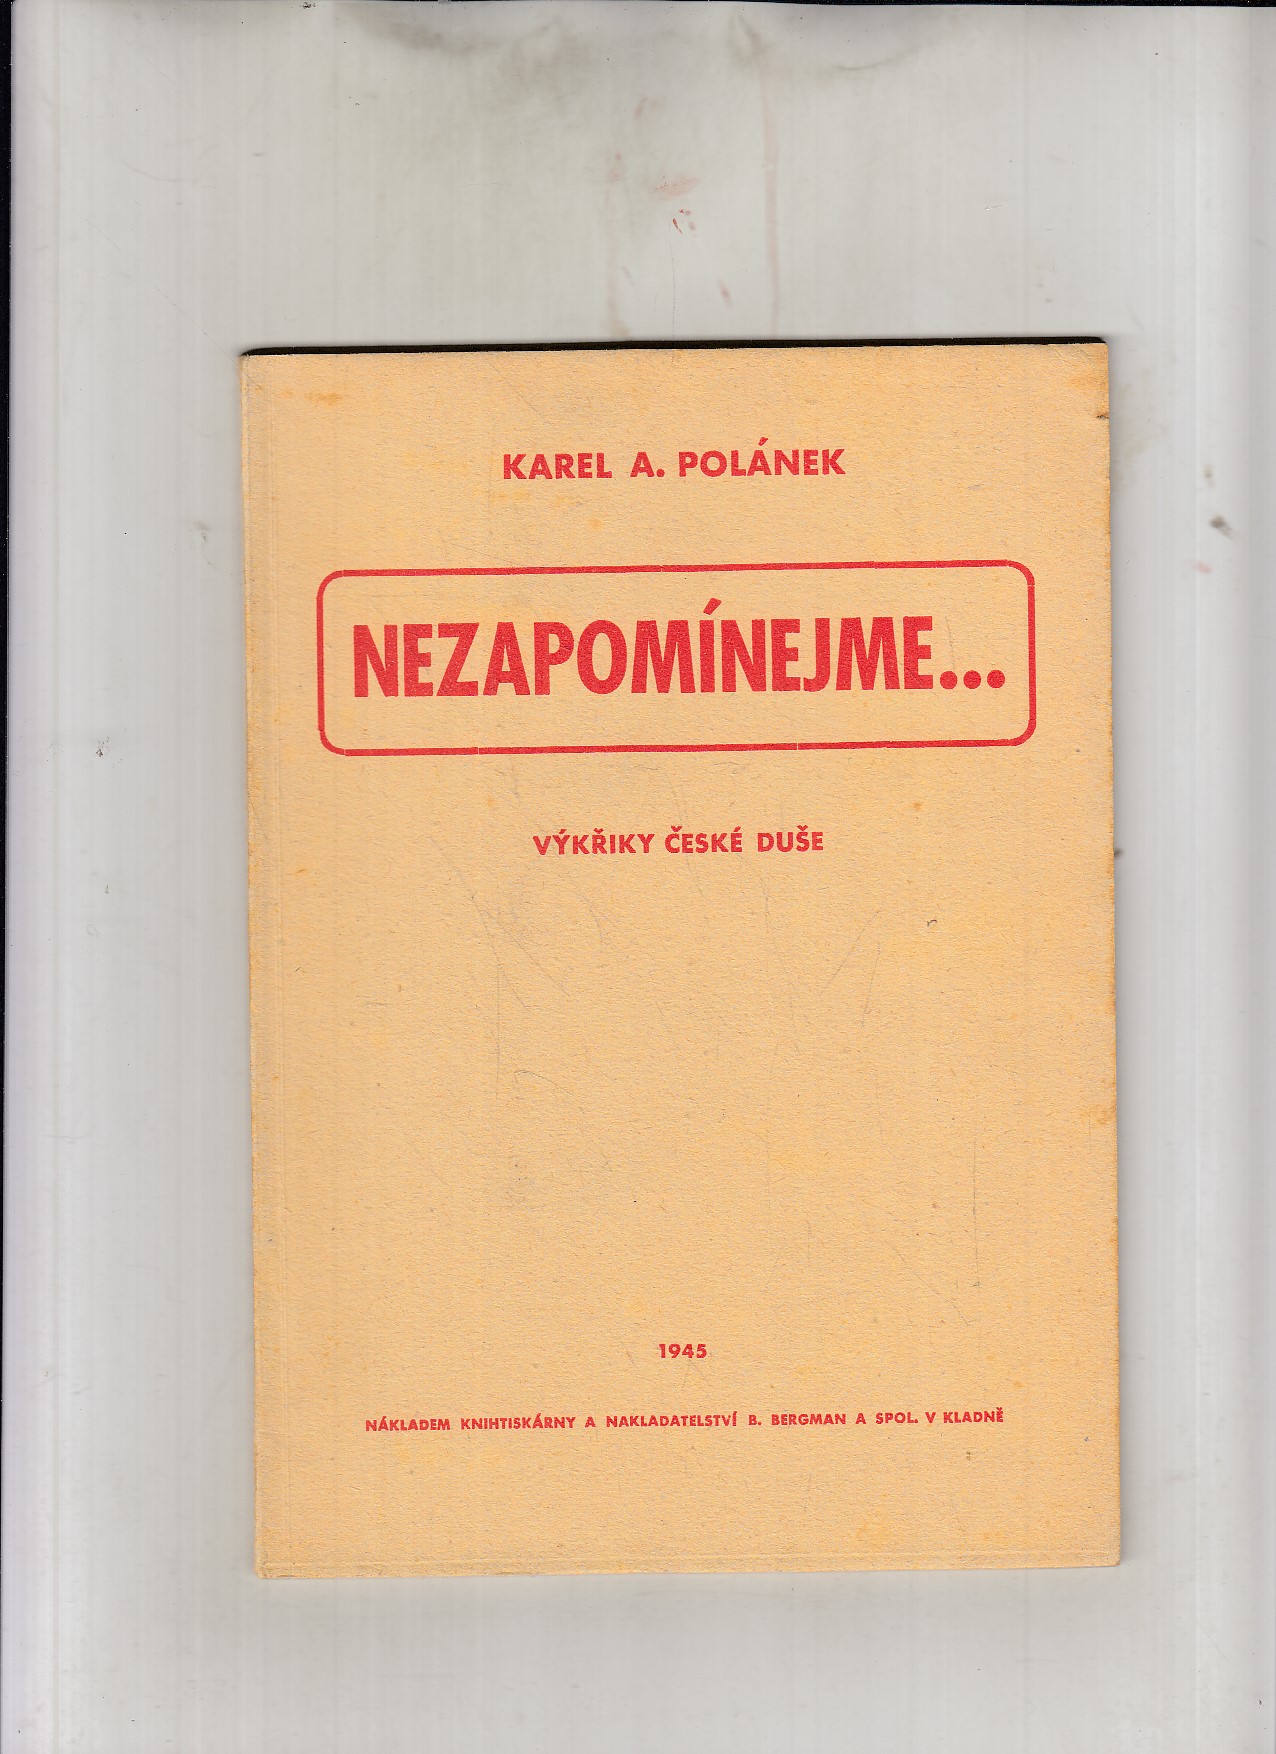 KAREL A. POLÁNEK
NEZAPOMÍNEJME...
VÝKŘIKY ČESKÉ DUŠE
1945
NÁKLADEM KNIHTISKÁRNY A NAKLADATELSTVÍ B. BERGMAN A SPOL. V KLADNĚ